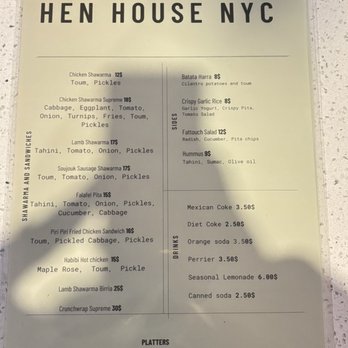 HEN HOUSE NYC
SHAWARMA AND SANDWICHES
Chicken Shawarma 12$
Toum, Pickles
Chicken Shawarma Supreme 18$
Cabbage, Eggplant, Tomato,
Onion, Turnips, Fries, Toum,
Pickles
Lamb Shawarma 17$
Tahini, Tomato, Onion, Pickles
Soujouk Sausage Shawarma 17$
Toum, Tomato, Onion, Pickles
Falafel Pita 15$
Tahini, Tomato, Onion, Pickles,
Cucumber, Cabbage
Piri Piri Fried Chicken Sandwich 16$
Toum, Pickled Cabbage, Pickles
Habibi Hot chicken 15$
Maple Rose, Toum, Pickle
Lamb Shawarma Birria 25$
Crunchwrap Supreme 30$
SIDES
Batata Harra 8$
Cilantro potatoes and toum
Crispy Garlic Rice 8$
Garlic Yogurt, Crispy Pita,
Tomato Salad
Fattoush Salad 12$
Radish, Cucumber, Pita chips
Hummus 9$
Tahini, Sumac, Olive oil
DRINKS
Mexican Coke 3.50$
Diet Coke 2.50$
Orange soda 3.50$
Perrier 3.50$
Seasonal Lemonade 6.00$
Canned soda 2.50$
PLATTERS